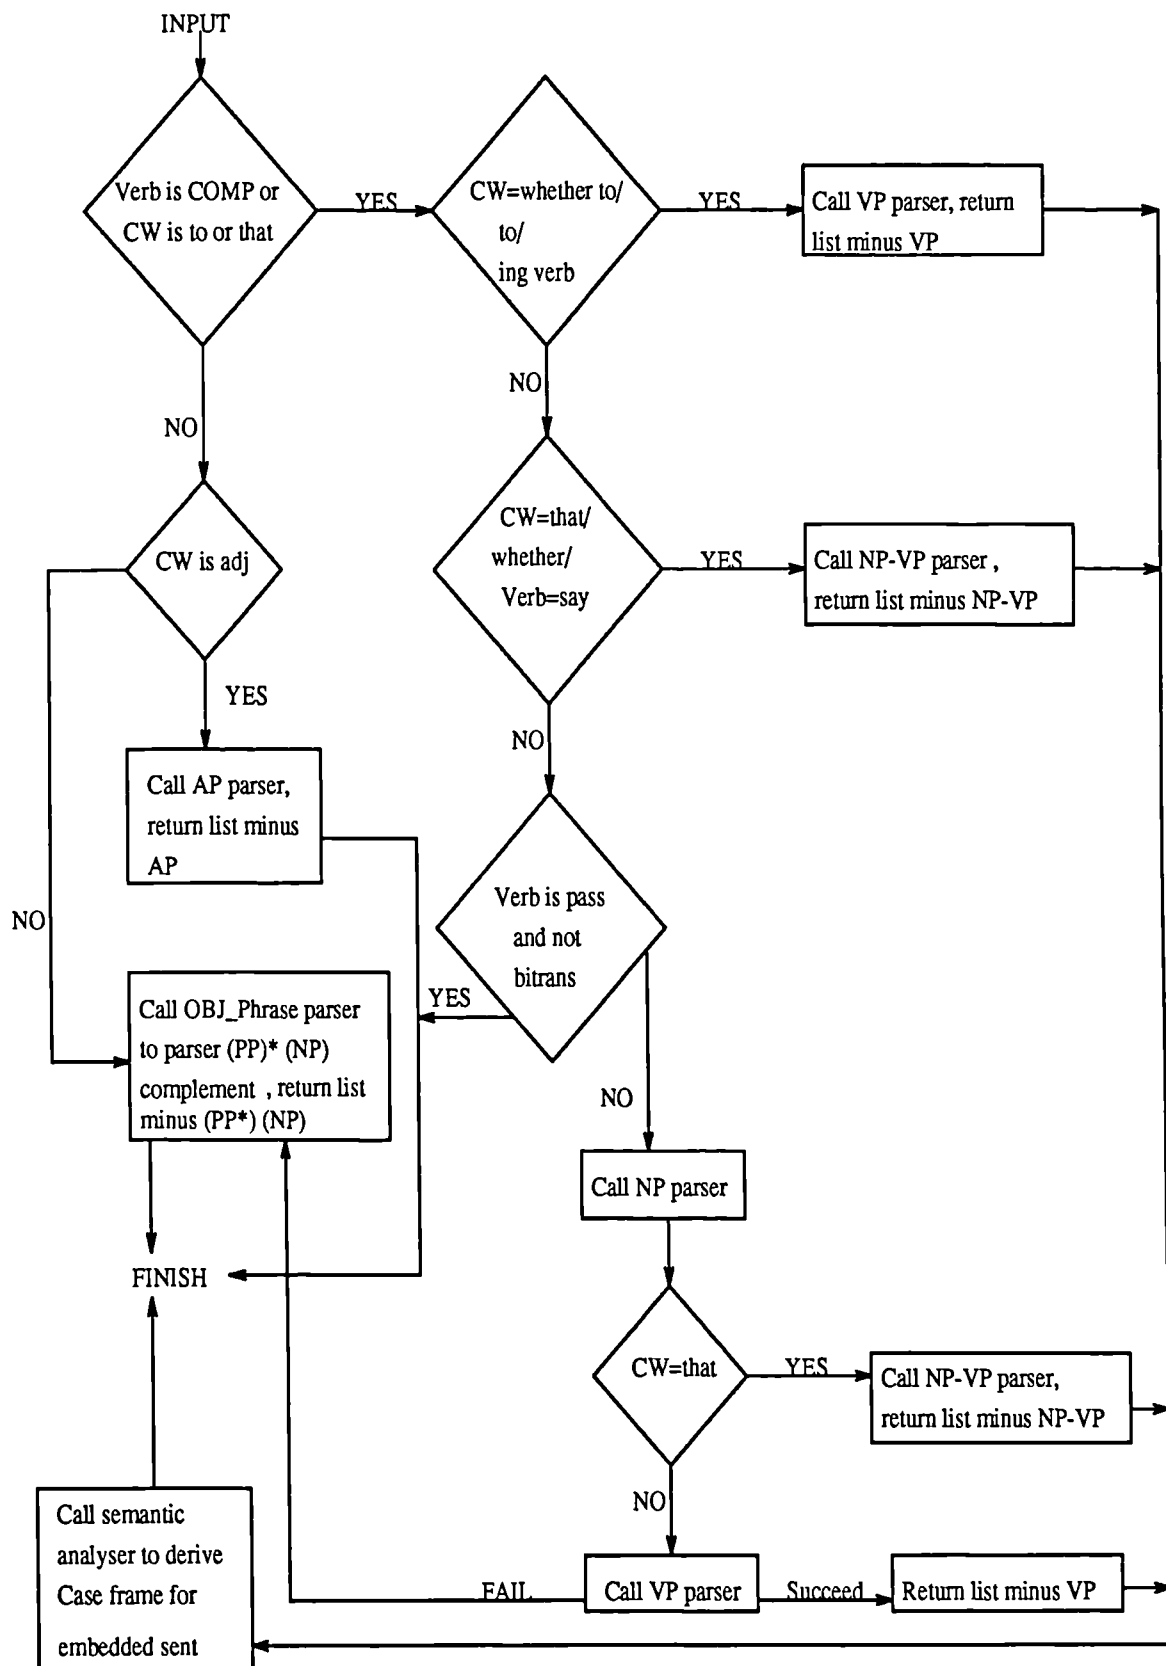 INPUT
Verb is COMP or
CW is to or that
YES
CW=whether to/
to/
ing verb
YES
Call VP parser, return
list minus VP
NO
NO
CW is adj
CW=that/
whether/
Verb=say
YES
Call NP-VP parser ,
return list minus NP-VP
YES
NO
Call AP parser,
return list minus
AP
NO
Verb is pass
and not
bitrans
YES
Call OBJ_Phrase parser
to parser (PP)* (NP)
complement , return list
minus (PP*) (NP)
NO
Call NP parser
FINISH
CW=that
YES
Call NP-VP parser,
return list minus NP-VP
NO
Call semantic
analyser to derive
Case frame for
embedded sent
FAIL
Call VP parser
Succeed
Return list minus VP